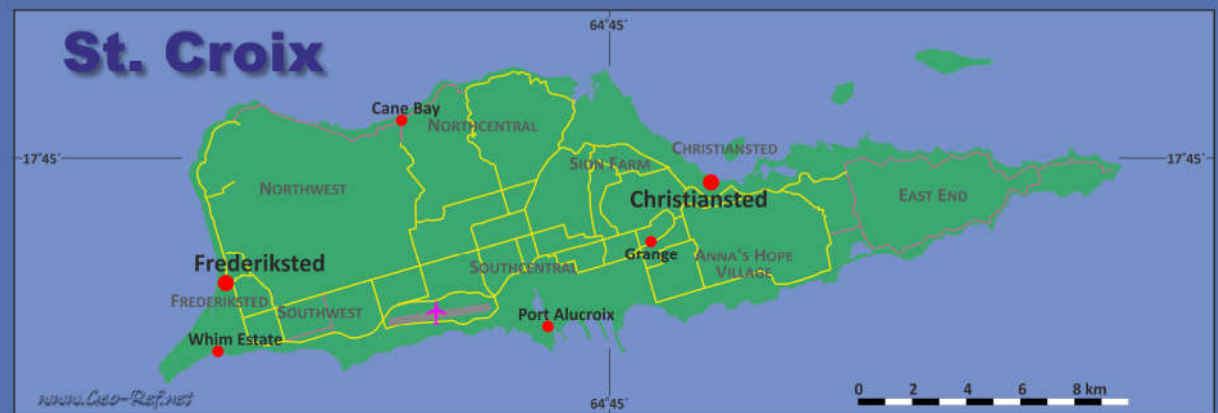 64°45´
St. Croix
Cane Bay
NORTHCENTRAL
17°45´
SION FARM
CHRISTIANSTED
17°45´
NORTHWEST
Christiansted
EAST END
Grange
ANNA'S HOPE
VILLAGE
Frederiksted
SOUTHCENTRAL
FREDERIKSTED
SOUTHWEST
Port Alucroix
Whim Estate
www.Geo-Ref.net
64°45´
0 2 4 6 8 km